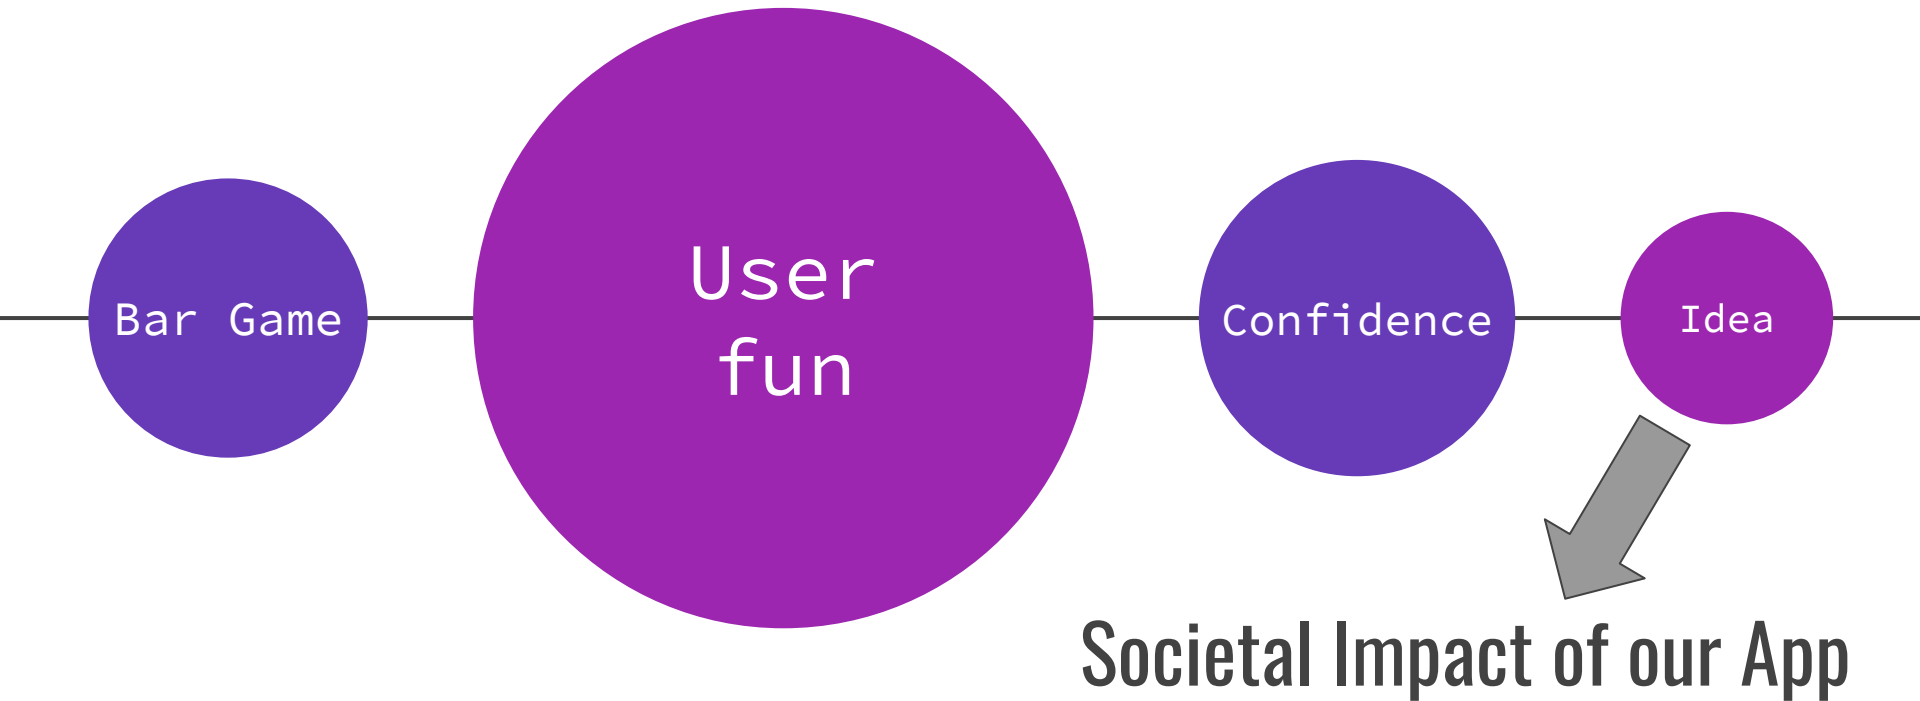 Bar Game
User
fun
Confidence
Idea
Societal Impact of our App